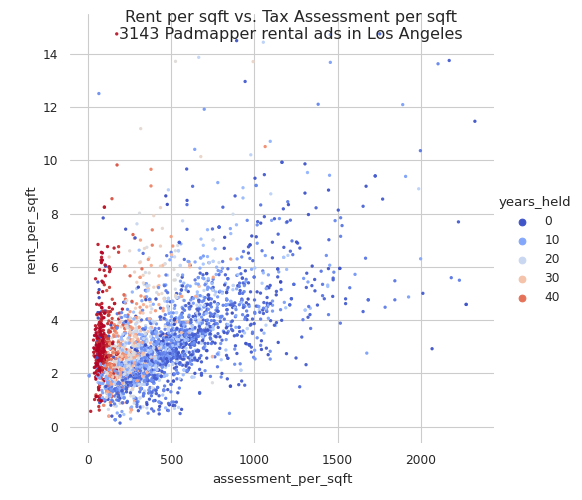 Rent per sqft vs. Tax Assessment per sqft
3143 Padmapper rental ads in Los Angeles
14
12
10
8
6
4
2
0
rent_per_sqft
0 500 1000 1500 2000
assessment_per_sqft
years_held
0
10
20
30
40